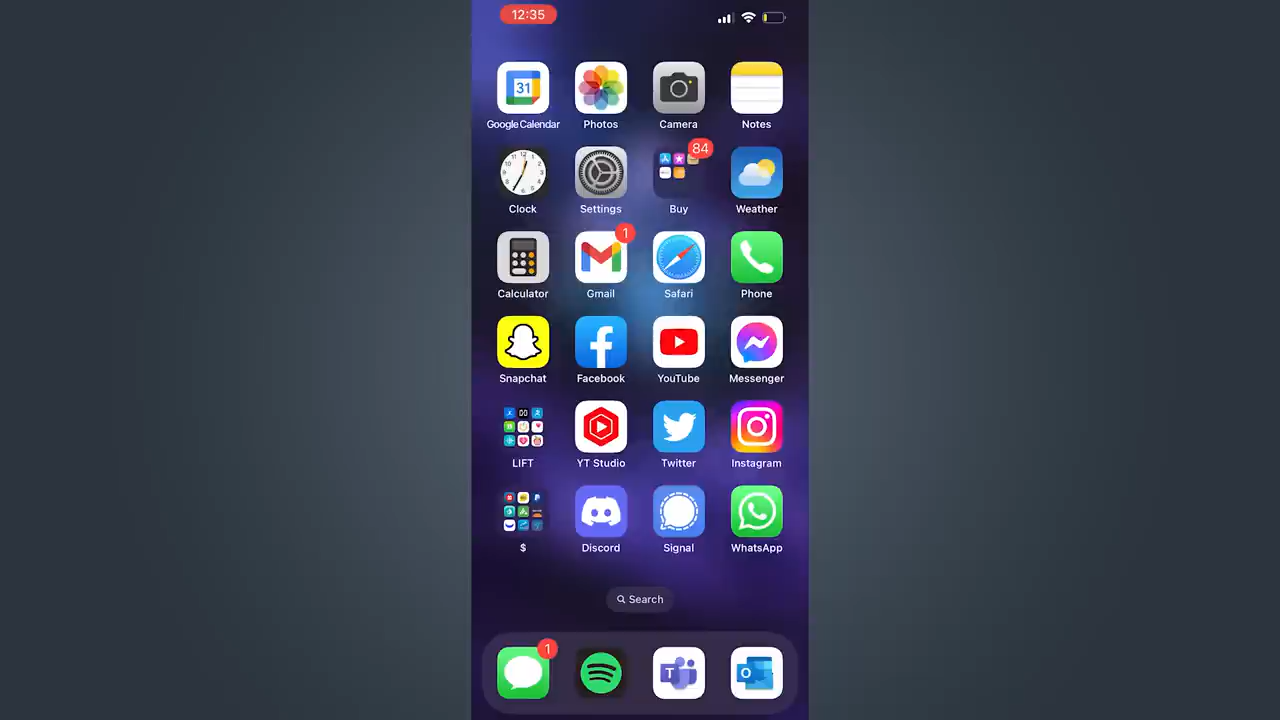 12:35
31
Google Calendar
Photos
Camera
Notes
84
Clock
Settings
Buy
Weather
1
Calculator
Gmail
Safari
Phone
Snapchat
Facebook
YouTube
Messenger
LIFT
YT Studio
Twitter
Instagram
$
Discord
Signal
WhatsApp
Search
1
T
O